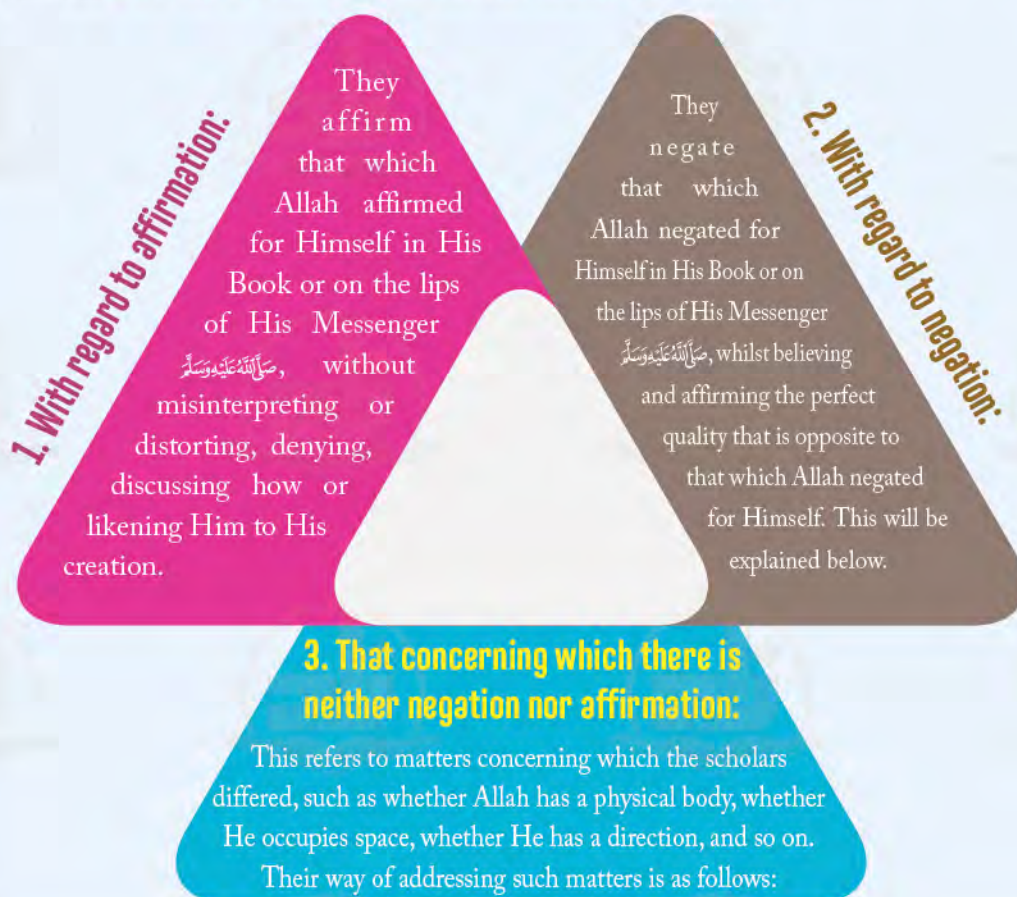 1. With regard to affirmation:
They
affirm
that which
Allah affirmed
for Himself in His
Book or on the lips
of His Messenger
صَلَّىٰاللَّهُعَلَيْهِوَسَلَّمَ, without
misinterpreting or
distorting, denying,
discussing how or
likening Him to His
creation.
2. With regard to negation:
They
negate
that which
Allah negated for
Himself in His Book or on
the lips of His Messenger
صَلَّىٰاللَّهُعَلَيْهِوَسَلَّمَ, whilst believing
and affirming the perfect
quality that is opposite to
that which Allah negated
for Himself. This will be
explained below.
3. That concerning which there is
neither negation nor affirmation:
This refers to matters concerning which the scholars
differed, such as whether Allah has a physical body, whether
He occupies space, whether He has a direction, and so on.
Their way of addressing such matters is as follows: